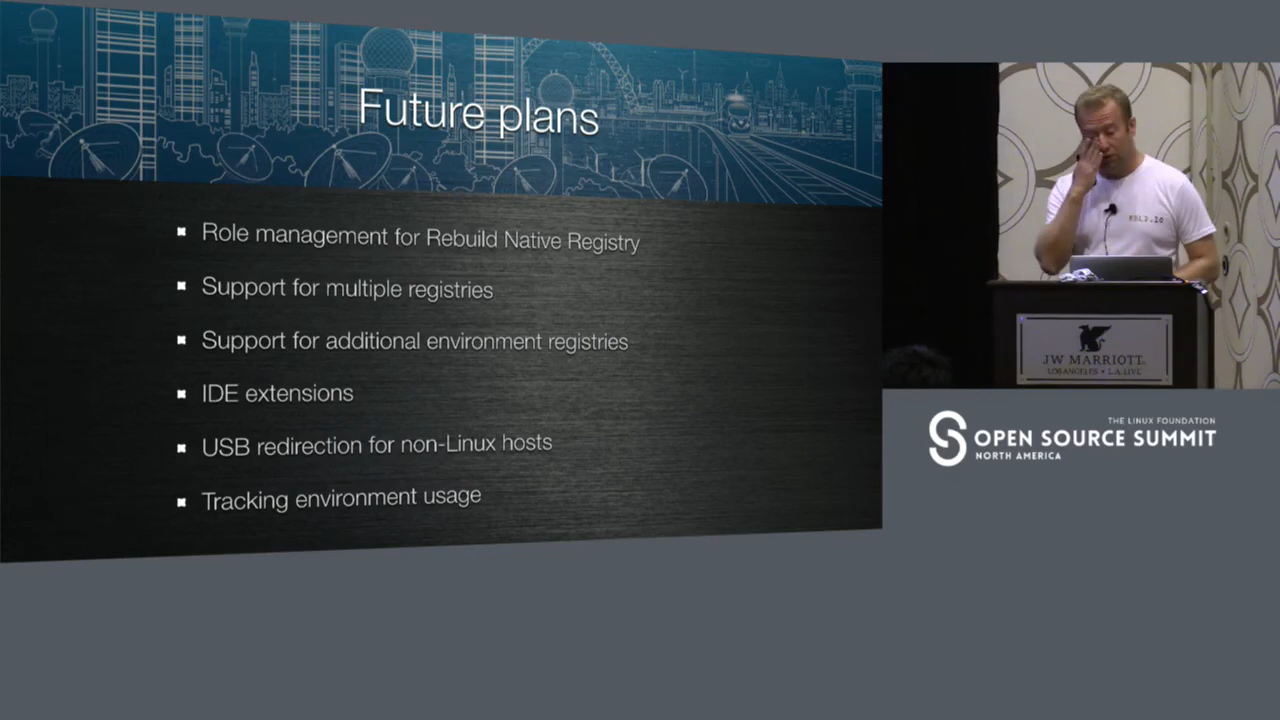 Future plans
Role management for Rebuild Native Registry
Support for multiple registries
Support for additional environment registries
IDE extensions
USB redirection for non-Linux hosts
Tracking environment usage
RBLD.IO
JW MARRIOTT
LOS ANGELES • L.A. LIVE
THE LINUX FOUNDATION
OPEN SOURCE SUMMIT
NORTH AMERICA